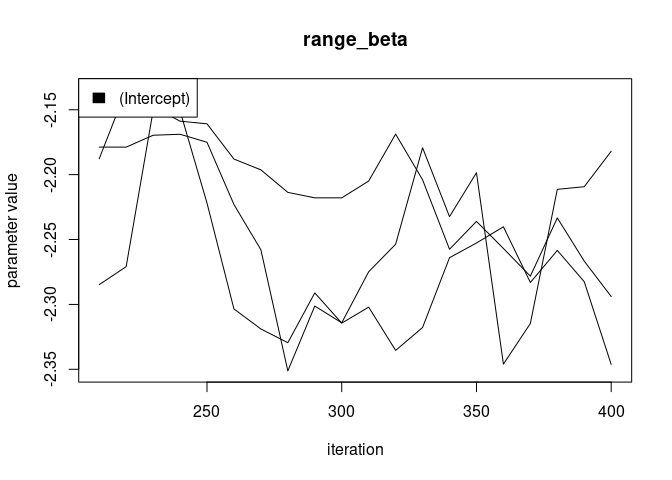 range_beta
(Intercept)
parameter value
-2.15
-2.20
-2.25
-2.30
-2.35
250 300 350 400
iteration